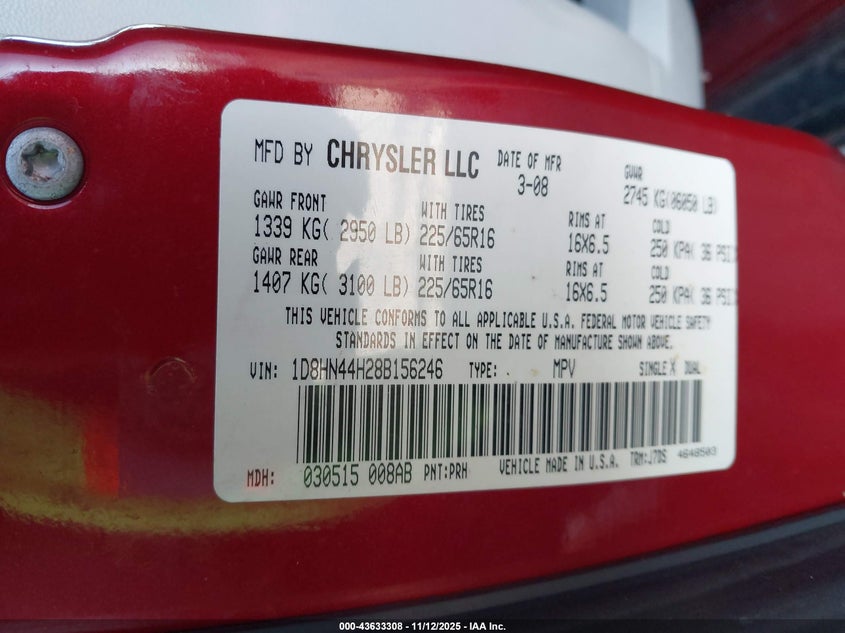 MFD BY CHRYSLER LLC DATE OF MFR 3-08 GVWR 2745 KG(06050 LB)
GAWR FRONT WITH TIRES RIMS AT COLD
1339 KG( 2950 LB) 225/65R16 16X6.5 250 KPA( 36 PSI)
GAWR REAR WITH TIRES RIMS AT COLD
1407 KG( 3100 LB) 225/65R16 16X6.5 250 KPA( 36 PSI)
THIS VEHICLE CONFORMS TO ALL APPLICABLE U.S.A. FEDERAL MOTOR VEHICLE SAFETY
STANDARDS IN EFFECT ON THE DATE OF MANUFACTURE SHOWN ABOVE.
VIN: 1D8HN44H28B156246 TYPE: MPV SINGLE X DUAL
MDH: 030515 008AB PNT:PRH VEHICLE MADE IN U.S.A. TRM:J7DS 4648503
000-43633308 - 11/12/2025 - IAA Inc.